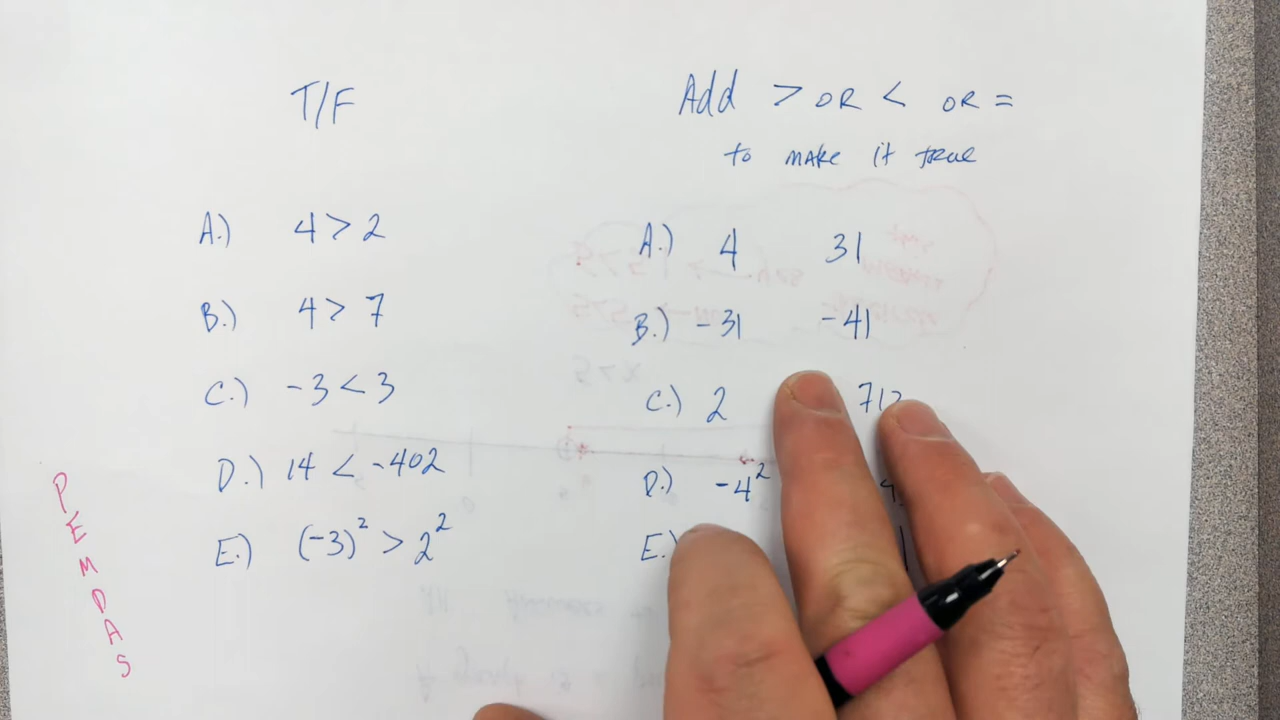 T/F
A.) 4 > 2
B.) 4 > 7
C.) -3 < 3
D.) 14 < -402
E.) (-3)² > 2²
Add > OR < OR =
to make it true
A.) 4 31
B.) -31 -41
C.) 2
D.) -4²
E.)
PEMDAS